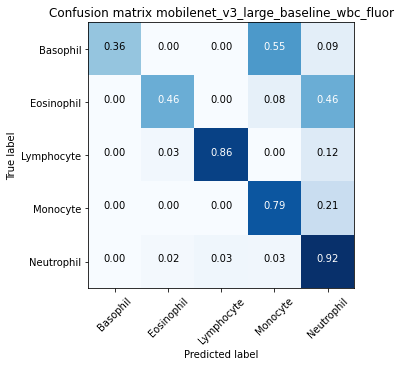 Confusion matrix mobilenet_v3_large_baseline_wbc_fluor
True label
Basophil 0.36 0.00 0.00 0.55 0.09
Eosinophil 0.00 0.46 0.00 0.08 0.46
Lymphocyte 0.00 0.03 0.86 0.00 0.12
Monocyte 0.00 0.00 0.00 0.79 0.21
Neutrophil 0.00 0.02 0.03 0.03 0.92
Basophil Eosinophil Lymphocyte Monocyte Neutrophil
Predicted label